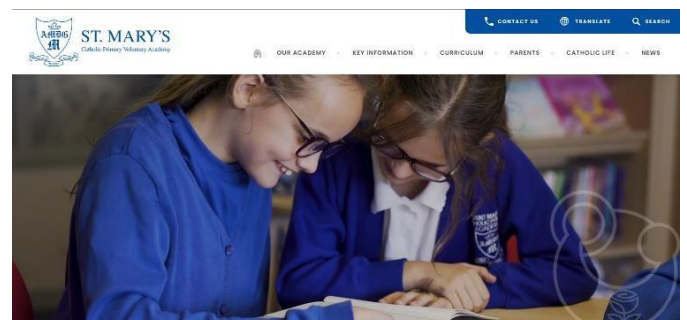 CONTACT US TRANSLATE SEARCH
AMDG
M
ST. MARY'S
Catholic Primary Voluntary Academy
OUR ACADEMY KEY INFORMATION CURRICULUM PARENTS CATHOLIC LIFE NEWS